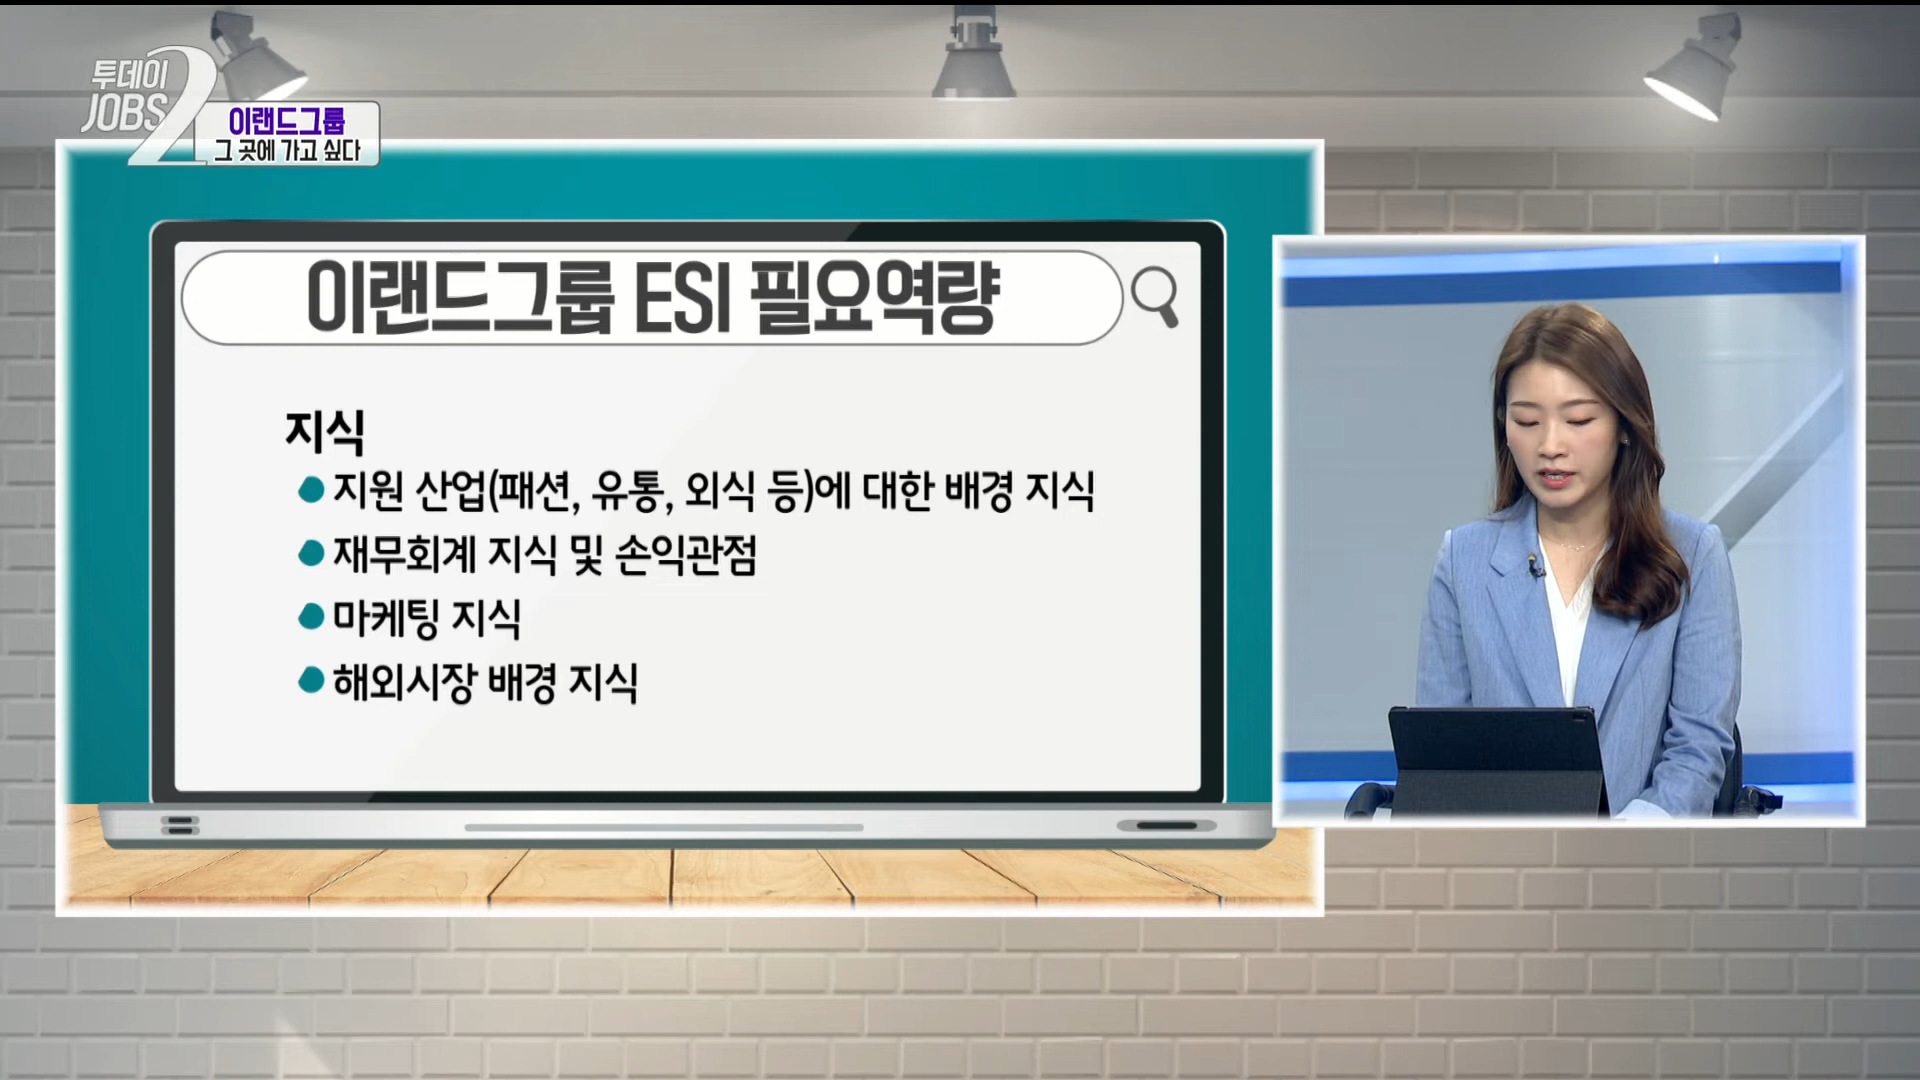 투데이
JOBS 2
이랜드그룹
그 곳에 가고 싶다
이랜드그룹 ESI 필요역량
지식
지원 산업(패션, 유통, 외식 등)에 대한 배경 지식
재무회계 지식 및 손익관점
마케팅 지식
해외시장 배경 지식